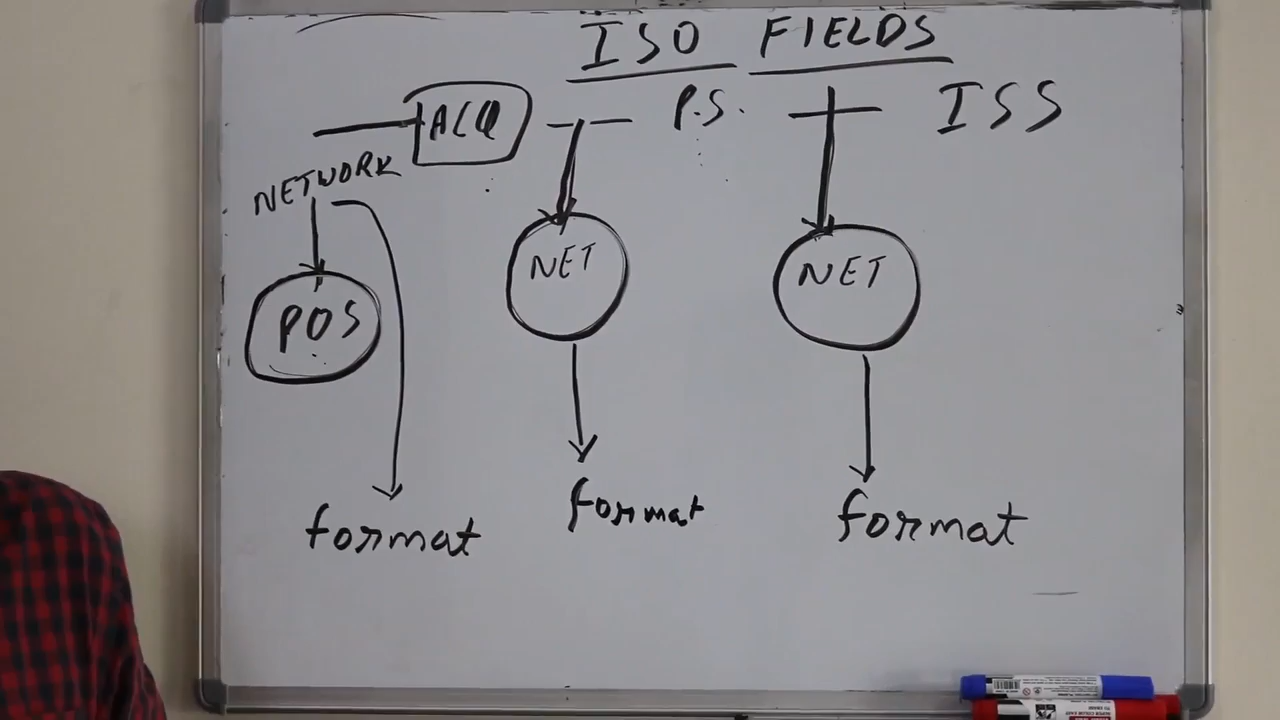 ISO FIELDS
ACQ P.S. ISS
NETWORK
POS NET NET
format format format